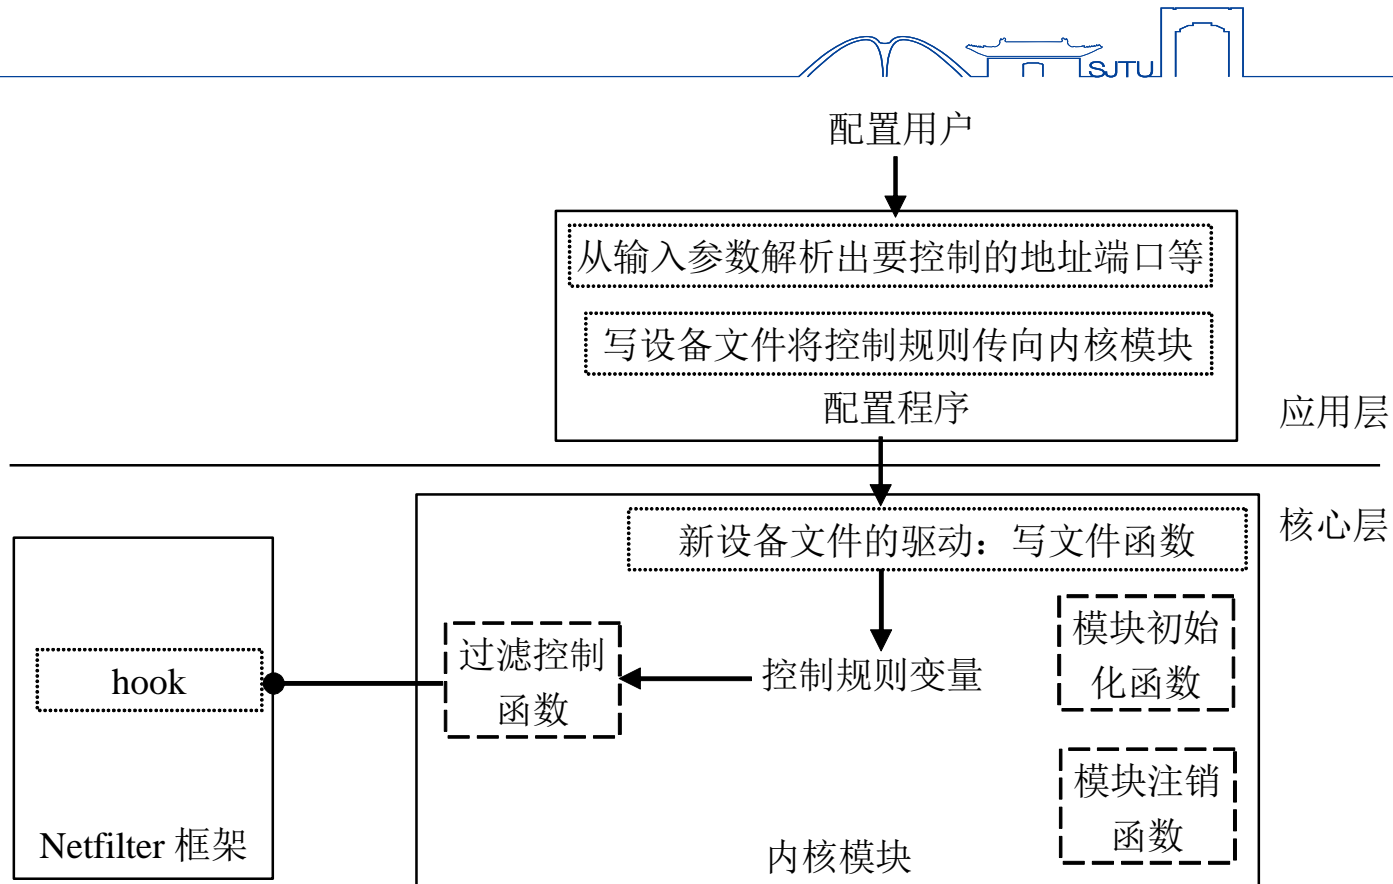 SJTU
配置用户
从输入参数解析出要控制的地址端口等
写设备文件将控制规则传向内核模块
配置程序
应用层
核心层
新设备文件的驱动：写文件函数
模块初始
化函数
过滤控制
函数
控制规则变量
hook
模块注销
函数
Netfilter 框架
内核模块